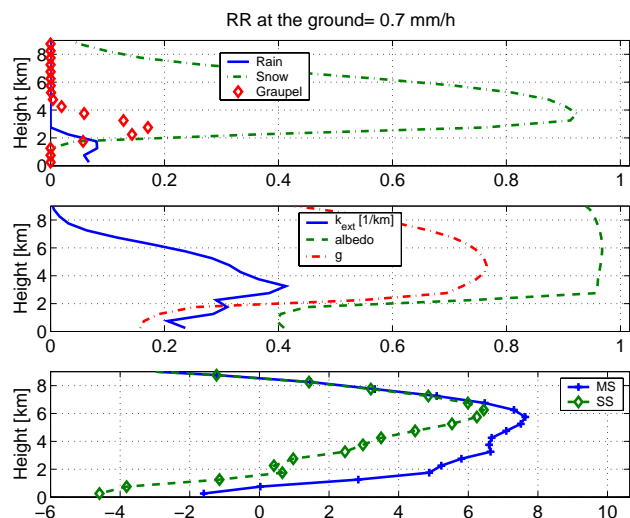 RR at the ground= 0.7 mm/h
Height [km]
8
6
4
2
0
Rain
Snow
Graupel
0 0.2 0.4 0.6 0.8 1
Height [km]
8
6
4
2
0
k_ext [1/km]
albedo
g
0 0.2 0.4 0.6 0.8 1
Height [km]
8
6
4
2
0
MS
SS
−6 −4 −2 0 2 4 6 8 10